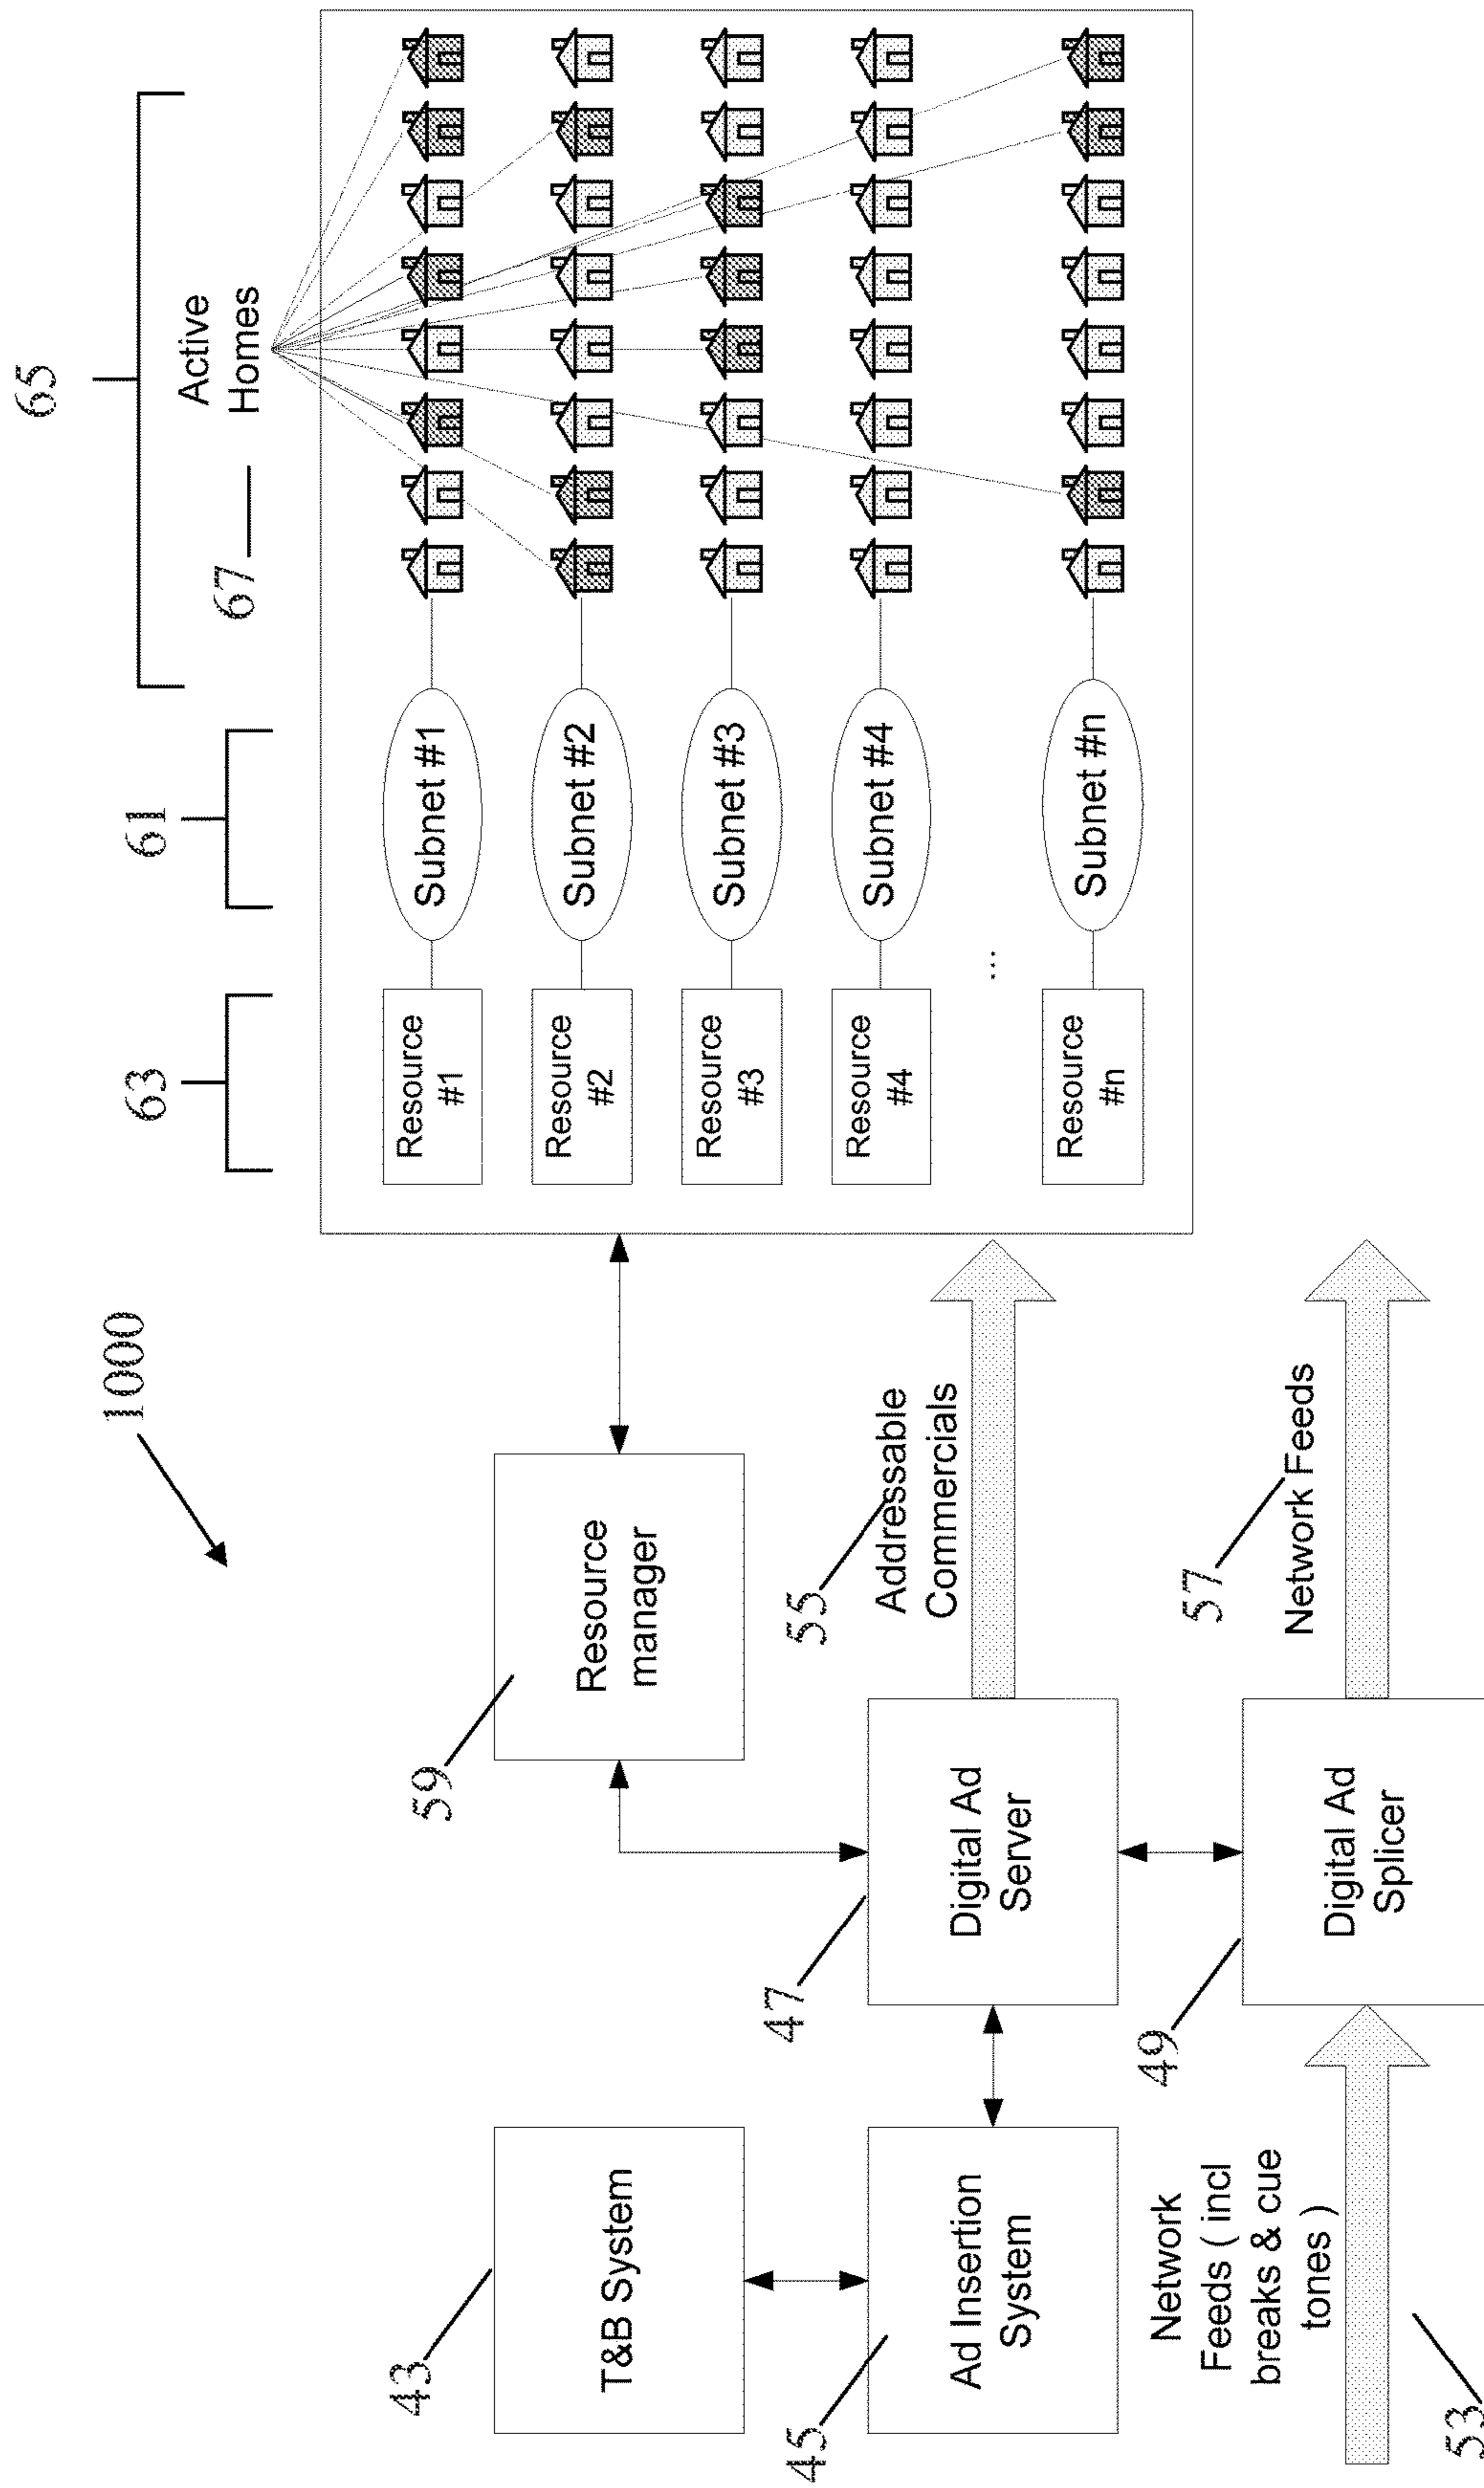 1000
65
63
61
67
Active
Homes
43
T&B System
59
Resource
manager
Resource
#1
Subnet #1
Resource
#2
Subnet #2
Resource
#3
Subnet #3
Resource
#4
Subnet #4
...
Resource
#n
Subnet #n
45
Ad Insertion
System
47
Digital Ad
Server
55
Addressable
Commercials
Network
Feeds ( incl
breaks & cue
tones )
53
49
Digital Ad
Splicer
57
Network Feeds